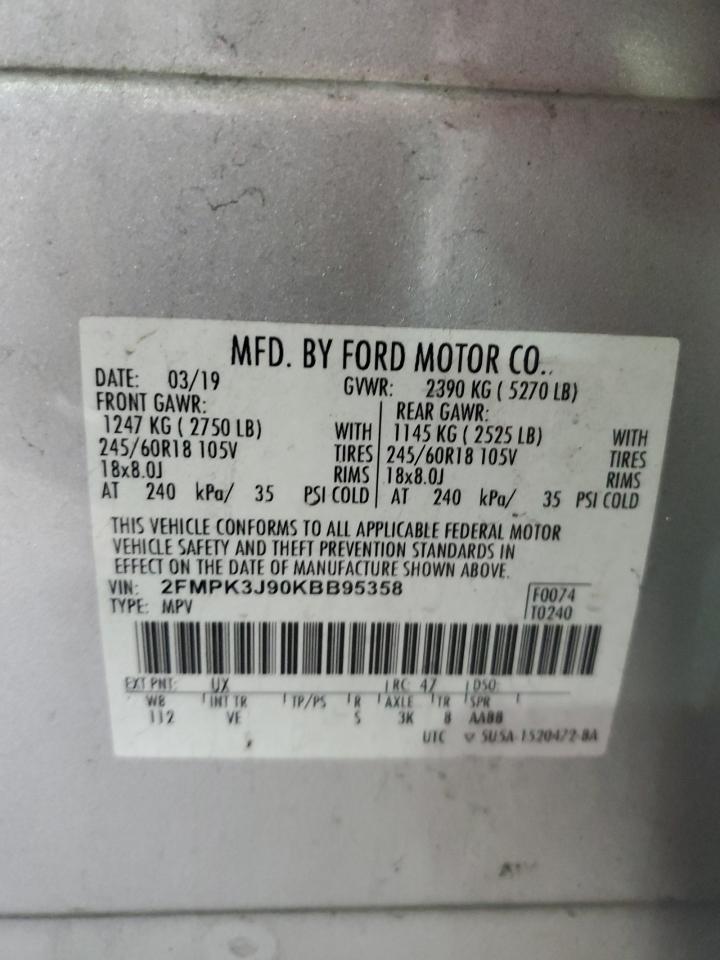 MFD. BY FORD MOTOR CO.
DATE: 03/19 GVWR: 2390 KG ( 5270 LB)
FRONT GAWR: REAR GAWR:
1247 KG ( 2750 LB) WITH 1145 KG ( 2525 LB) WITH
245/60R18 105V TIRES 245/60R18 105V TIRES
18x8.0J RIMS 18x8.0J RIMS
AT 240 kPa/ 35 PSI COLD AT 240 kPa/ 35 PSI COLD
THIS VEHICLE CONFORMS TO ALL APPLICABLE FEDERAL MOTOR
VEHICLE SAFETY AND THEFT PREVENTION STANDARDS IN
EFFECT ON THE DATE OF MANUFACTURE SHOWN ABOVE.
VIN: 2FMPK3J90KBB95358 F0074
TYPE: MPV T0240
EXT PNT: UX RC: 47 DSO:
WB INT TR TP/PS R AXLE TR SPR
112 VE S 3K 8 AABB
UTC